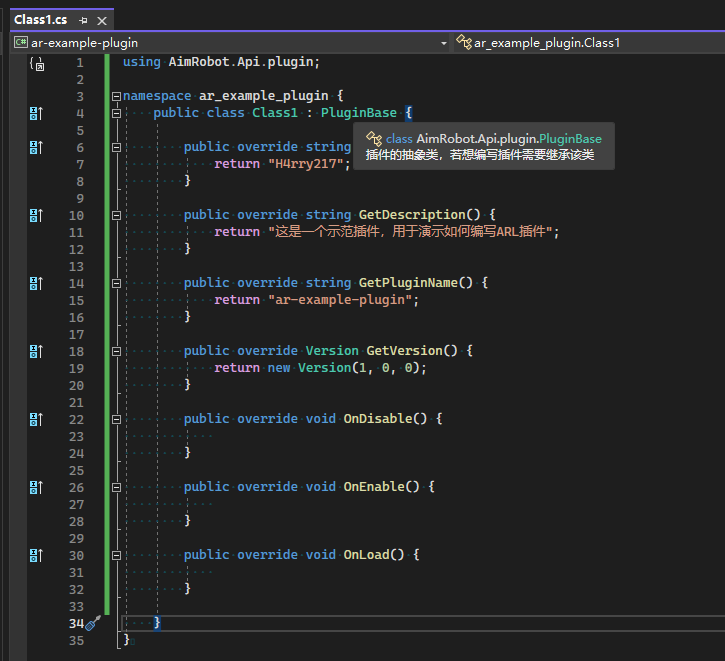 Class1.cs
ar-example-plugin
ar_example_plugin.Class1
1 using AimRobot.Api.plugin;
2
3 namespace ar_example_plugin {
4 public class Class1 : PluginBase {
5
class AimRobot.Api.plugin.PluginBase
插件的抽象类，若想编写插件需要继承该类
6 public override string
7 return "H4rry217";
8 }
9
10 public override string GetDescription() {
11 return "这是一个示范插件，用于演示如何编写ARL插件";
12 }
13
14 public override string GetPluginName() {
15 return "ar-example-plugin";
16 }
17
18 public override Version GetVersion() {
19 return new Version(1, 0, 0);
20 }
21
22 public override void OnDisable() {
23
24 }
25
26 public override void OnEnable() {
27
28 }
29
30 public override void OnLoad() {
31
32 }
33
34 }
35 }